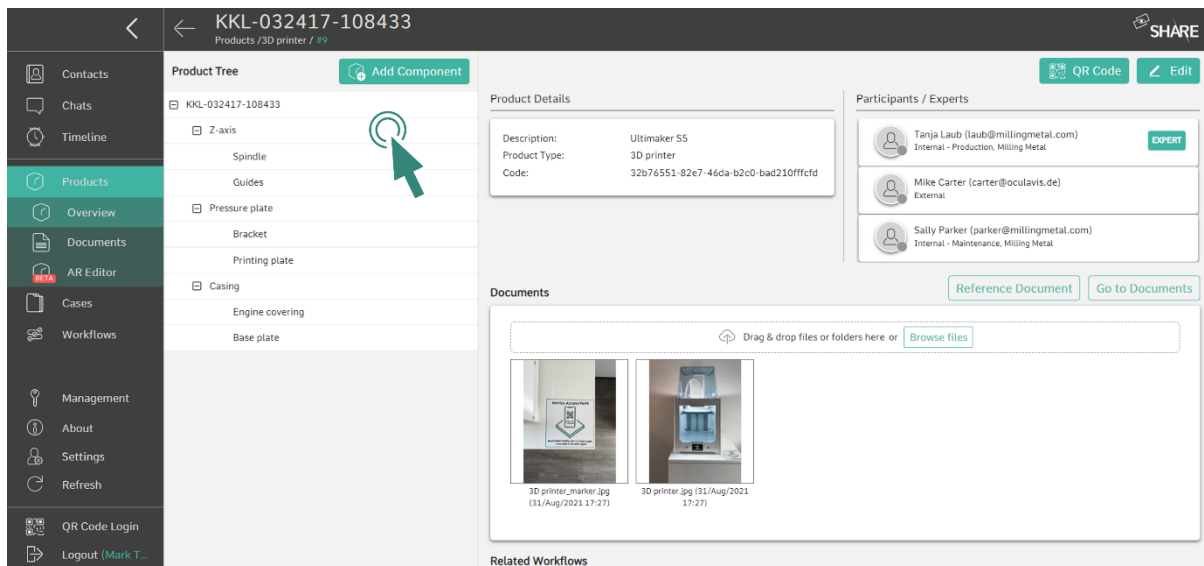 KKL-032417-108433
Products /3D printer / #9
SHARE
Contacts
Chats
Timeline
Products
Overview
Documents
BETA
AR Editor
Cases
Workflows
Management
About
Settings
Refresh
QR Code Login
Logout (Mark T...
Product Tree
Add Component
KKL-032417-108433
Z-axis
Spindle
Guides
Pressure plate
Bracket
Printing plate
Casing
Engine covering
Base plate
QR Code
Edit
Product Details
Description: Ultimaker S5
Product Type: 3D printer
Code: 32b76551-82e7-46da-b2c0-bad210fffcfd
Participants / Experts
Tanja Laub (laub@millingmetal.com)
Internal - Production, Milling Metal
EXPERT
Mike Carter (carter@oculavis.de)
External
Sally Parker (parker@millingmetal.com)
Internal - Maintenance, Milling Metal
Documents
Reference Document
Go to Documents
Drag & drop files or folders here or Browse files
Service Access Point
3D printer_marker.jpg
(31/Aug/2021 17:27)
3D printer.jpg (31/Aug/2021
17:27)
Related Workflows